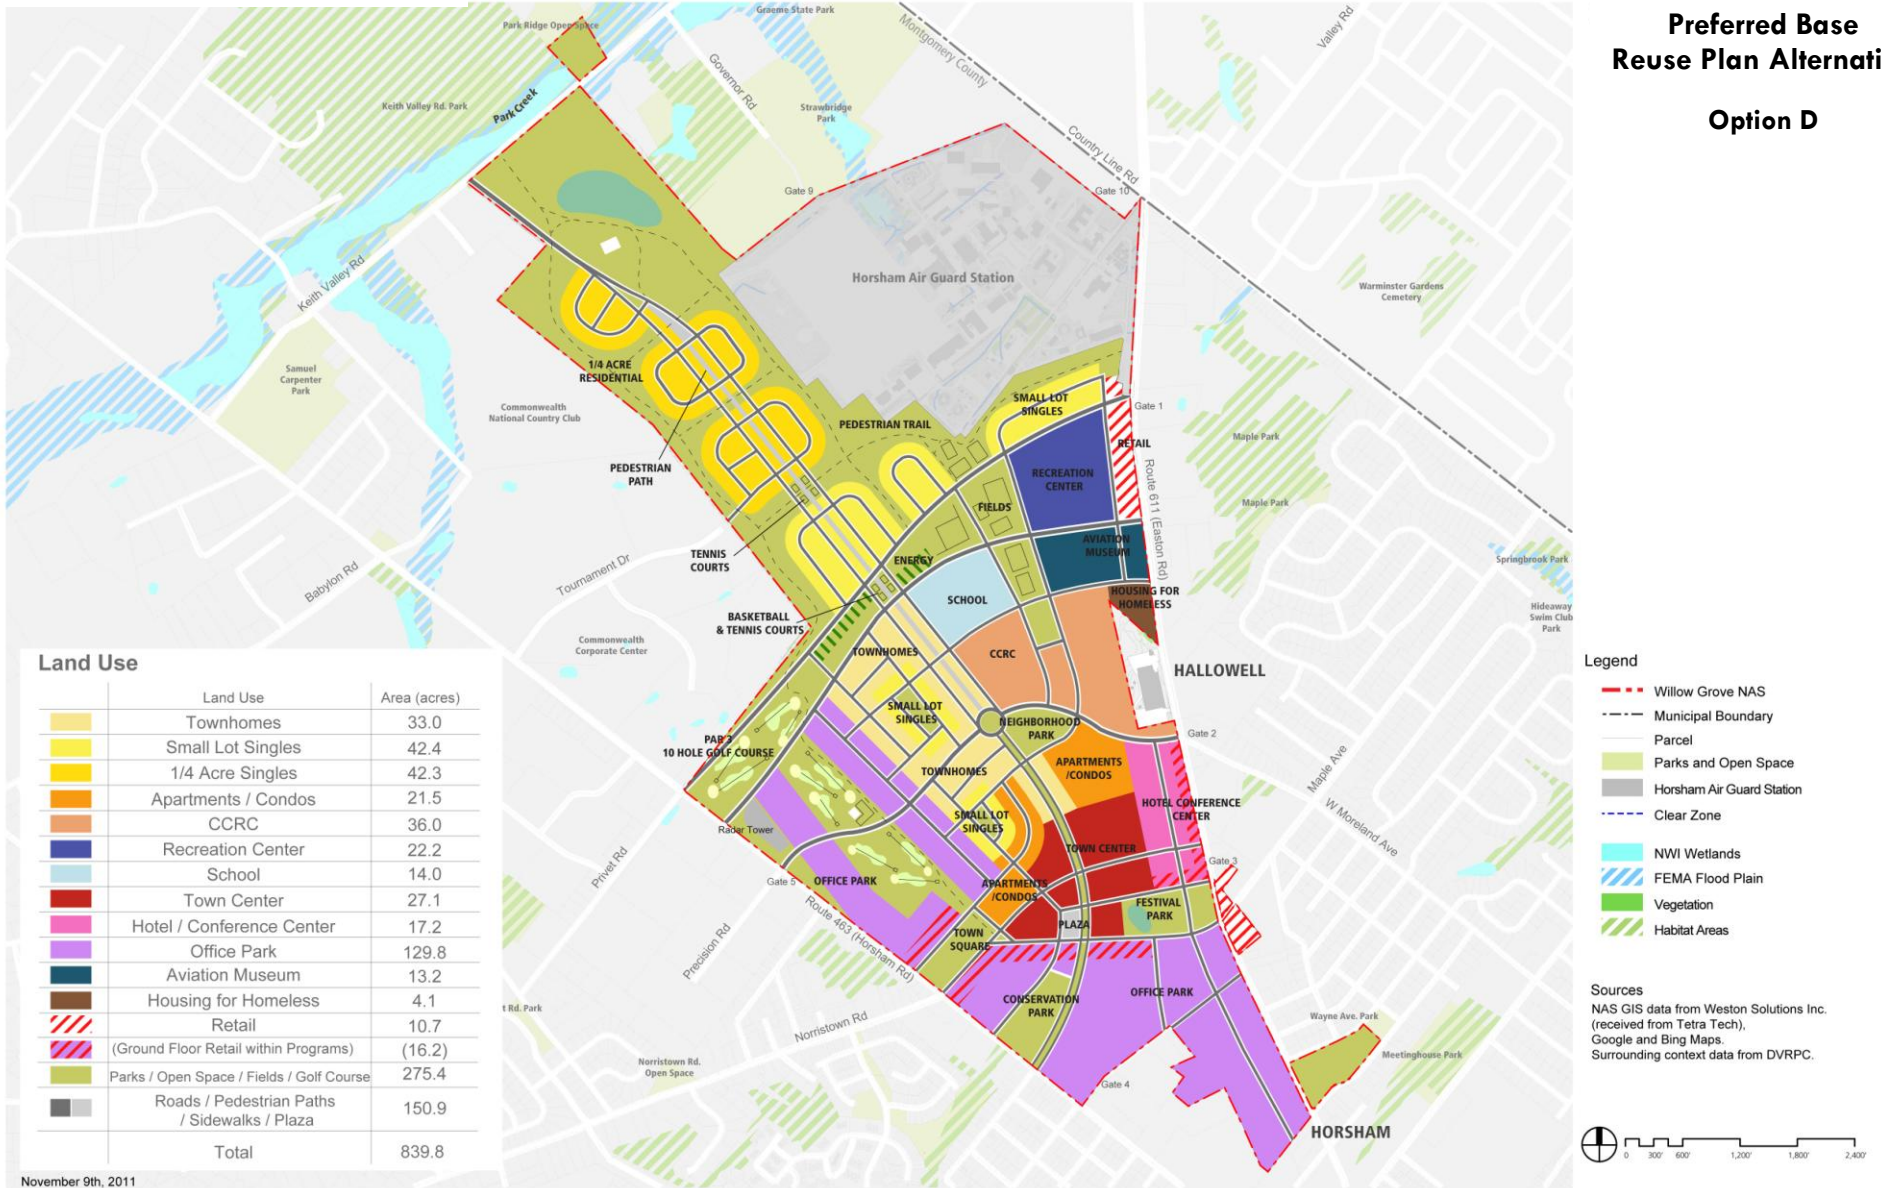 Preferred Base
Reuse Plan Alternati
Option D
Park Ridge Open Space
Graeme State Park
Montgomery County
Valley Rd
Governor Rd
Keith Valley Rd. Park
Park Creek
Strawbridge
Park
Country Line Rd
Gate 9
Gate 10
Horsham Air Guard Station
Keith Valley Rd
Warminster Gardens
Cemetery
Samuel
Carpenter
Park
1/4 ACRE
RESIDENTIAL
Commonwealth
National Country Club
SMALL LOT
SINGLES
Gate 1
PEDESTRIAN TRAIL
RETAIL
Maple Park
PEDESTRIAN
PATH
RECREATION
CENTER
Route 611 (Easton Rd)
Maple Park
FIELDS
AVIATION
MUSEUM
TENNIS
COURTS
ENERGY
Springbrook Park
Tournament Dr
Babylon Rd
SCHOOL
HOUSING FOR
HOMELESS
Hideaway
Swim Club
Park
BASKETBALL
& TENNIS COURTS
Commonwealth
Corporate Center
TOWNHOMES
CCRC
HALLOWELL
SMALL LOT
SINGLES
NEIGHBORHOOD
PARK
Gate 2
PAR 3
10 HOLE GOLF COURSE
TOWNHOMES
APARTMENTS
/CONDOS
Maple Ave
HOTEL CONFERENCE
CENTER
W Moreland Ave
SMALL LOT
SINGLES
Radar Tower
TOWN CENTER
Gate 3
Privet Rd
Gate 5
OFFICE PARK
APARTMENTS
/CONDOS
FESTIVAL
PARK
PLAZA
Route 463 (Horsham Rd)
TOWN
SQUARE
Precision Rd
CONSERVATION
PARK
OFFICE PARK
t Rd. Park
Norristown Rd
Wayne Ave. Park
Norristown Rd.
Open Space
Meetinghouse Park
Gate 4
HORSHAM
Land Use
Land Use Area (acres)
Townhomes 33.0
Small Lot Singles 42.4
1/4 Acre Singles 42.3
Apartments / Condos 21.5
CCRC 36.0
Recreation Center 22.2
School 14.0
Town Center 27.1
Hotel / Conference Center 17.2
Office Park 129.8
Aviation Museum 13.2
Housing for Homeless 4.1
Retail 10.7
(Ground Floor Retail within Programs) (16.2)
Parks / Open Space / Fields / Golf Course 275.4
Roads / Pedestrian Paths
/ Sidewalks / Plaza 150.9
Total 839.8
November 9th, 2011
Legend
Willow Grove NAS
Municipal Boundary
Parcel
Parks and Open Space
Horsham Air Guard Station
Clear Zone
NWI Wetlands
FEMA Flood Plain
Vegetation
Habitat Areas
Sources
NAS GIS data from Weston Solutions Inc.
(received from Tetra Tech),
Google and Bing Maps.
Surrounding context data from DVRPC.
0 300' 600' 1,200' 1,800' 2,400'